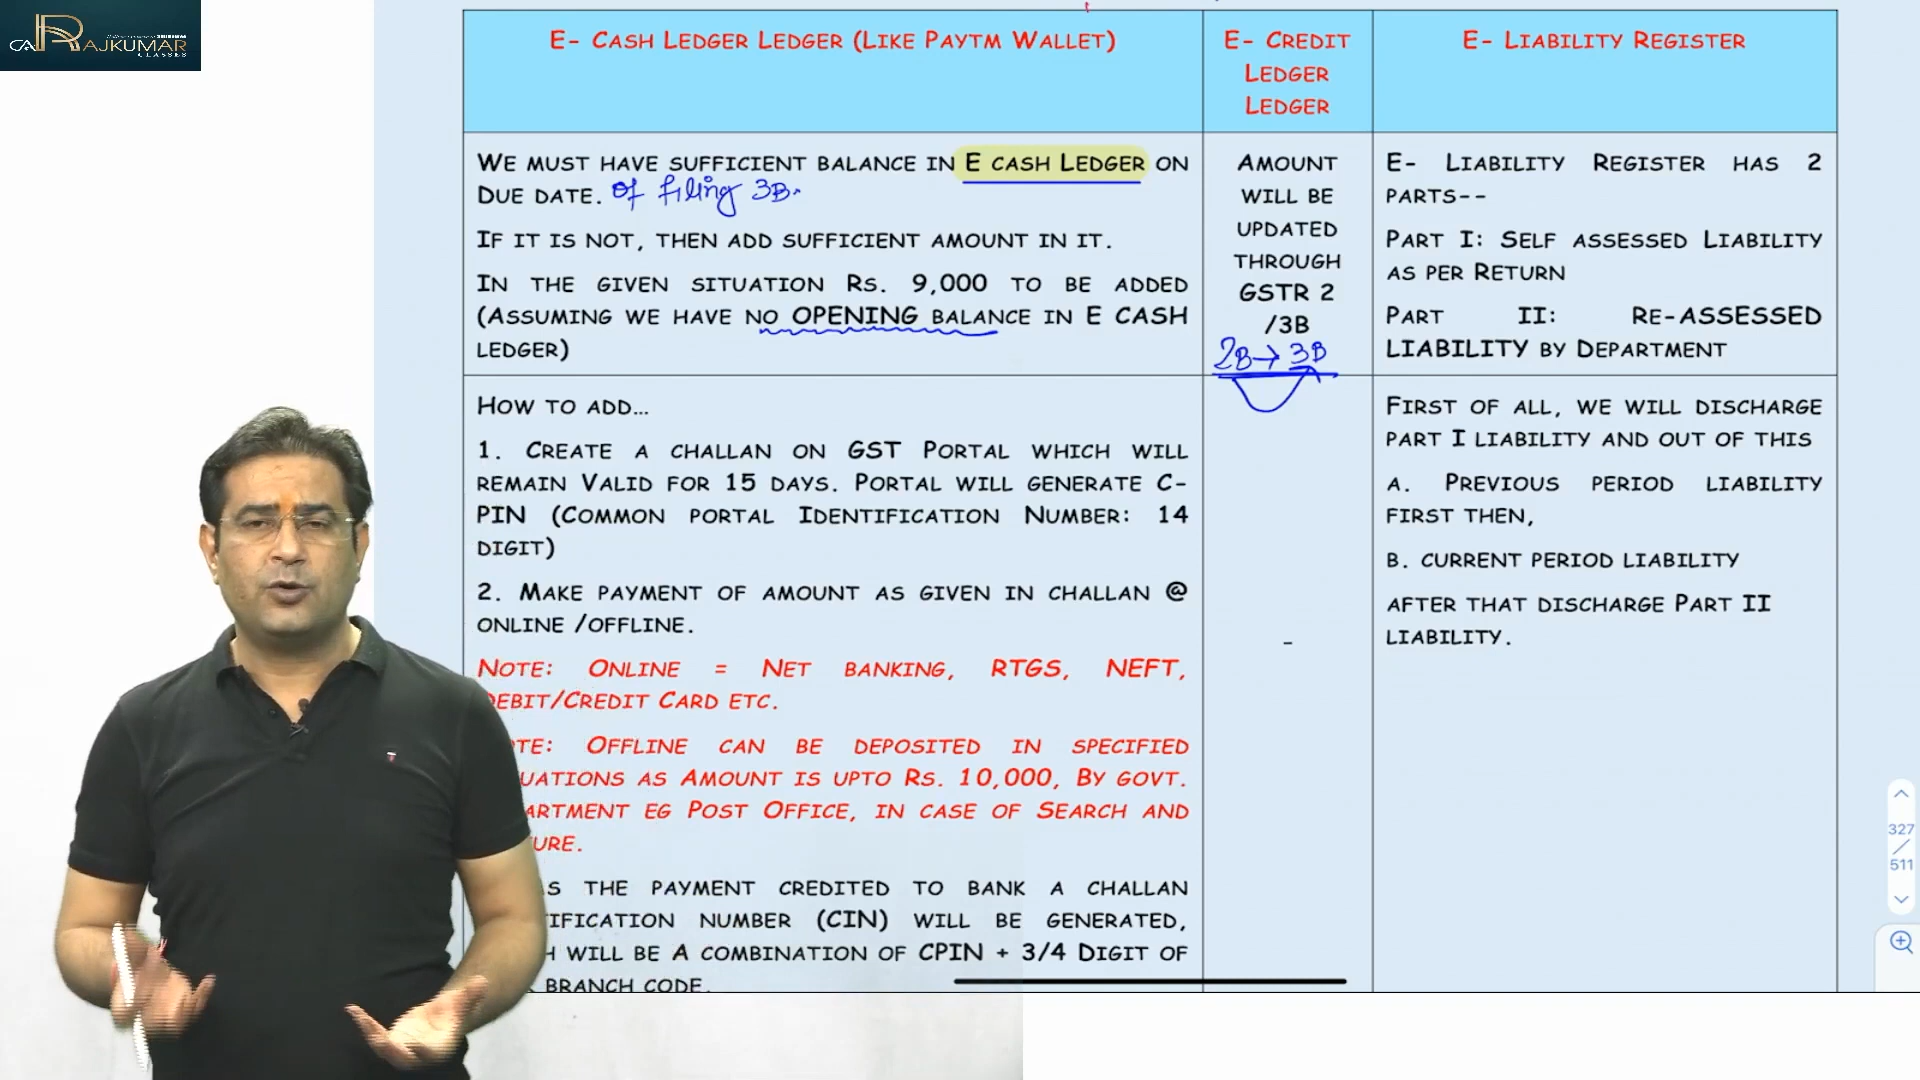 CA RAJKUMAR
CLASSES
E- CASH LEDGER LEDGER (LIKE PAYTM WALLET)
E- CREDIT
LEDGER
LEDGER
E- LIABILITY REGISTER
WE MUST HAVE SUFFICIENT BALANCE IN E CASH LEDGER ON
DUE DATE. of filing 3B.
IF IT IS NOT, THEN ADD SUFFICIENT AMOUNT IN IT.
IN THE GIVEN SITUATION RS. 9,000 TO BE ADDED
(ASSUMING WE HAVE NO OPENING BALANCE IN E CASH
LEDGER)
AMOUNT
WILL BE
UPDATED
THROUGH
GSTR 2
/3B
2B→ 3B
E- LIABILITY REGISTER HAS 2
PARTS--
PART I: SELF ASSESSED LIABILITY
AS PER RETURN
PART II: RE-ASSESSED
LIABILITY BY DEPARTMENT
HOW TO ADD…
1. CREATE A CHALLAN ON GST PORTAL WHICH WILL
REMAIN VALID FOR 15 DAYS. PORTAL WILL GENERATE C-
PIN (COMMON PORTAL IDENTIFICATION NUMBER: 14
DIGIT)
2. MAKE PAYMENT OF AMOUNT AS GIVEN IN CHALLAN @
ONLINE /OFFLINE.
NOTE: ONLINE = NET BANKING, RTGS, NEFT,
DEBIT/CREDIT CARD ETC.
OTE: OFFLINE CAN BE DEPOSITED IN SPECIFIED
UATIONS AS AMOUNT IS UPTO RS. 10,000, BY GOVT.
ARTMENT EG POST OFFICE, IN CASE OF SEARCH AND
URE.
S THE PAYMENT CREDITED TO BANK A CHALLAN
IFICATION NUMBER (CIN) WILL BE GENERATED,
H WILL BE A COMBINATION OF CPIN + 3/4 DIGIT OF
BRANCH CODE.
-
FIRST OF ALL, WE WILL DISCHARGE
PART I LIABILITY AND OUT OF THIS
A. PREVIOUS PERIOD LIABILITY
FIRST THEN,
B. CURRENT PERIOD LIABILITY
AFTER THAT DISCHARGE PART II
LIABILITY.
327
/
511